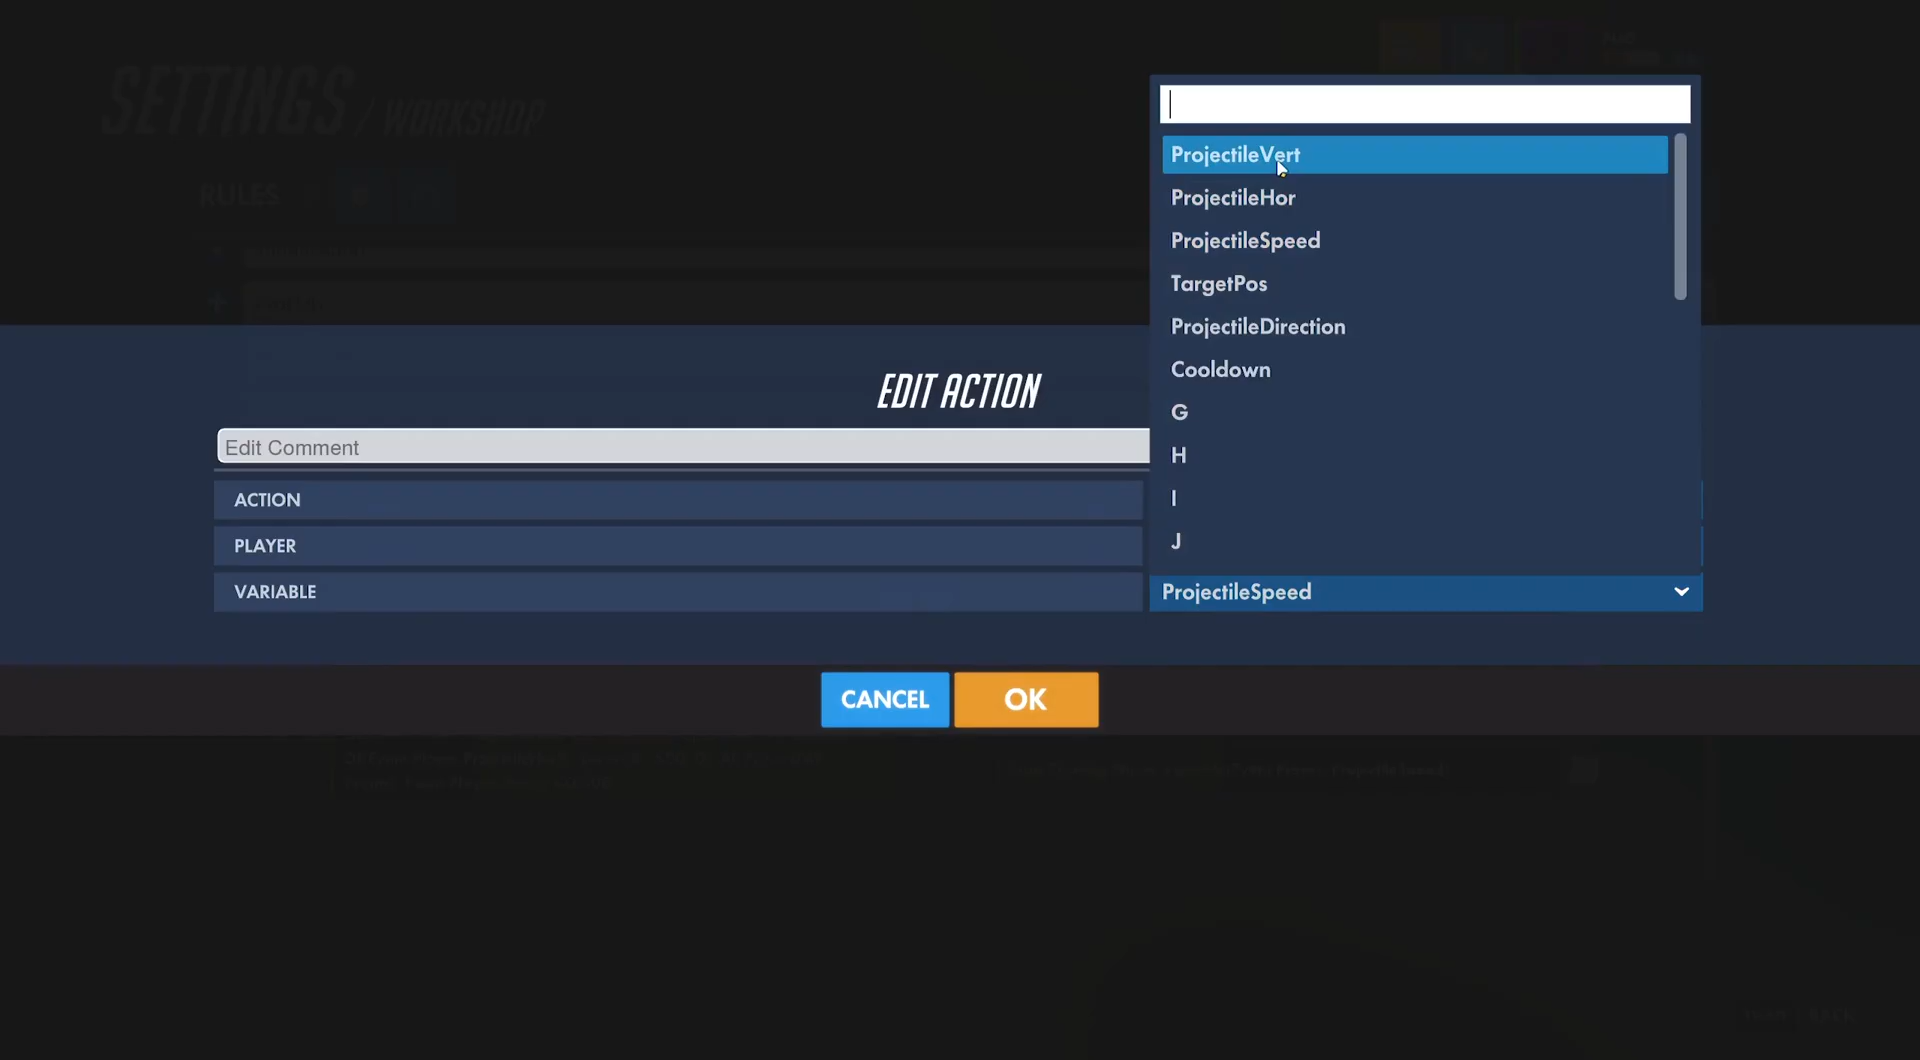 SETTINGS / WORKSHOP
RULES
ProjectileVert
ProjectileHor
ProjectileSpeed
TargetPos
ProjectileDirection
Cooldown
G
H
I
J
EDIT ACTION
Edit Comment
ACTION
PLAYER
VARIABLE
ProjectileSpeed
CANCEL
OK